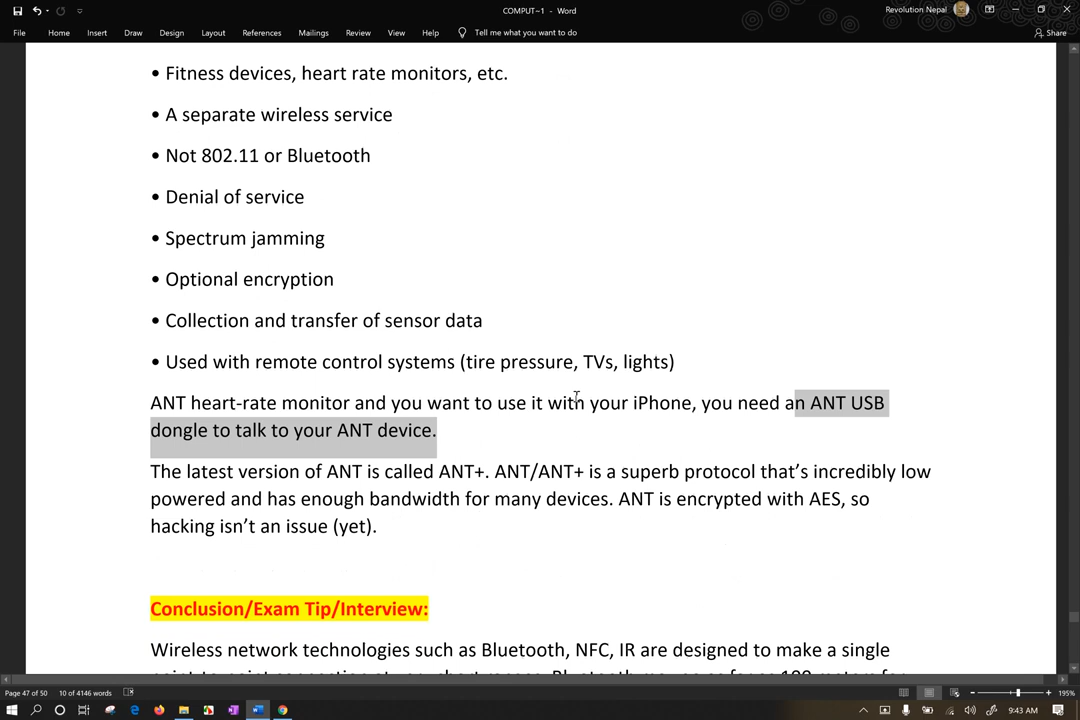 COMPUT~1 - Word
Revolution Nepal
File Home Insert Draw Design Layout References Mailings Review View Help Tell me what you want to do Share
• Fitness devices, heart rate monitors, etc.
• A separate wireless service
• Not 802.11 or Bluetooth
• Denial of service
• Spectrum jamming
• Optional encryption
• Collection and transfer of sensor data
• Used with remote control systems (tire pressure, TVs, lights)
ANT heart-rate monitor and you want to use it with your iPhone, you need an ANT USB
dongle to talk to your ANT device.
The latest version of ANT is called ANT+. ANT/ANT+ is a superb protocol that’s incredibly low
powered and has enough bandwidth for many devices. ANT is encrypted with AES, so
hacking isn’t an issue (yet).
Conclusion/Exam Tip/Interview:
Wireless network technologies such as Bluetooth, NFC, IR are designed to make a single
Page 47 of 50 10 of 4146 words 195%
9:43 AM